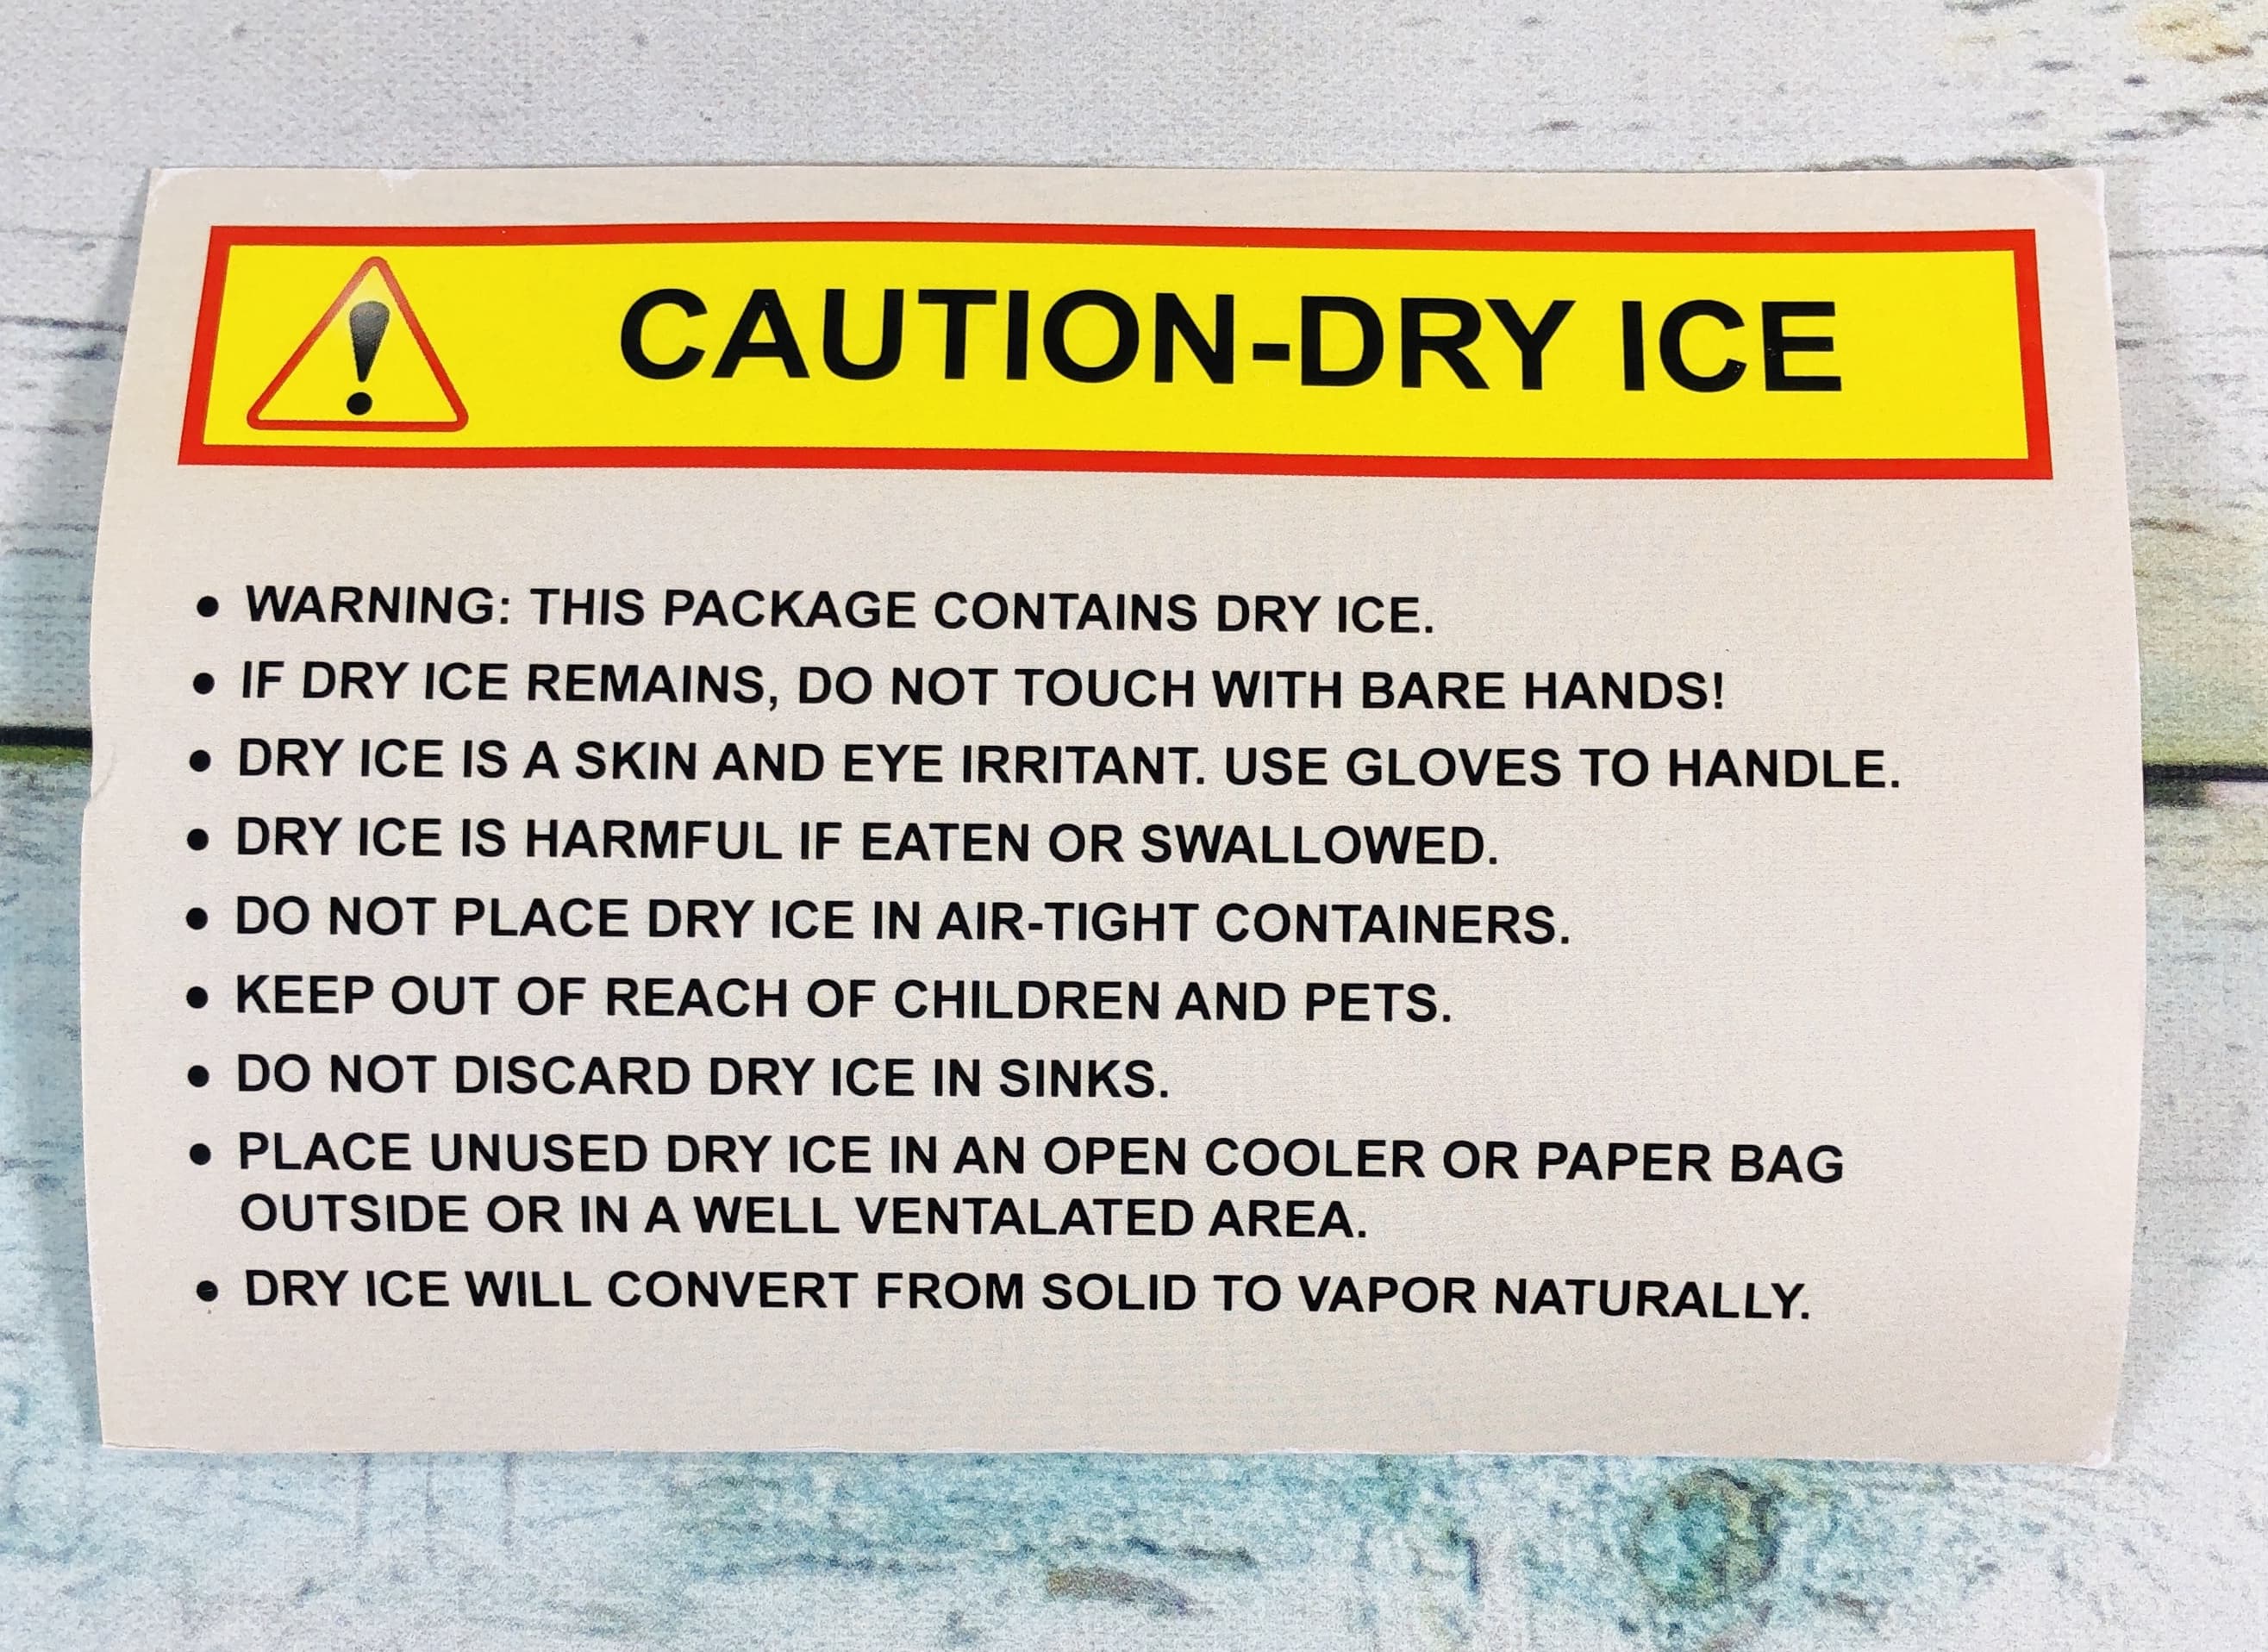 CAUTION-DRY ICE
• WARNING: THIS PACKAGE CONTAINS DRY ICE.
• IF DRY ICE REMAINS, DO NOT TOUCH WITH BARE HANDS!
• DRY ICE IS A SKIN AND EYE IRRITANT. USE GLOVES TO HANDLE.
• DRY ICE IS HARMFUL IF EATEN OR SWALLOWED.
• DO NOT PLACE DRY ICE IN AIR-TIGHT CONTAINERS.
• KEEP OUT OF REACH OF CHILDREN AND PETS.
• DO NOT DISCARD DRY ICE IN SINKS.
• PLACE UNUSED DRY ICE IN AN OPEN COOLER OR PAPER BAG
OUTSIDE OR IN A WELL VENTALATED AREA.
• DRY ICE WILL CONVERT FROM SOLID TO VAPOR NATURALLY.